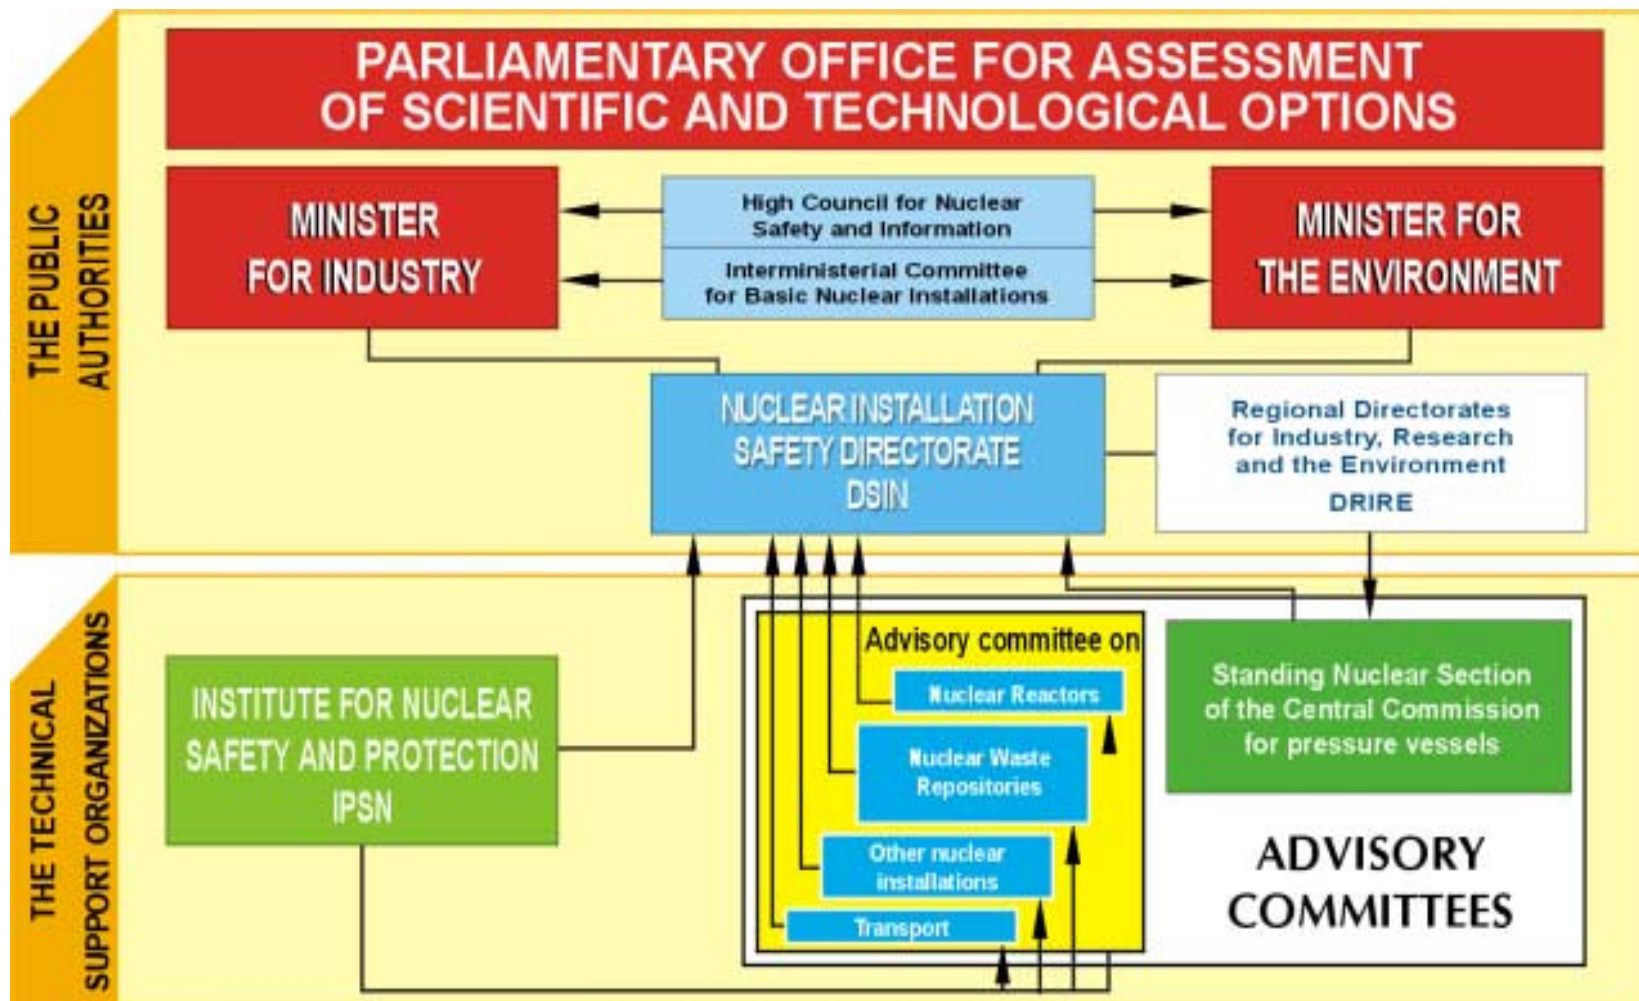 THE PUBLIC
AUTHORITIES
PARLIAMENTARY OFFICE FOR ASSESSMENT
OF SCIENTIFIC AND TECHNOLOGICAL OPTIONS
MINISTER
FOR INDUSTRY
High Council for Nuclear
Safety and Information
Interministerial Committee
for Basic Nuclear Installations
MINISTER FOR
THE ENVIRONMENT
NUCLEAR INSTALLATION
SAFETY DIRECTORATE
DSIN
Regional Directorates
for Industry, Research
and the Environment
DRIRE
THE TECHNICAL
SUPPORT ORGANIZATIONS
INSTITUTE FOR NUCLEAR
SAFETY AND PROTECTION
IPSN
Advisory committee on
Nuclear Reactors
Nuclear Waste
Repositories
Other nuclear
installations
Transport
Standing Nuclear Section
of the Central Commission
for pressure vessels
ADVISORY
COMMITTEES